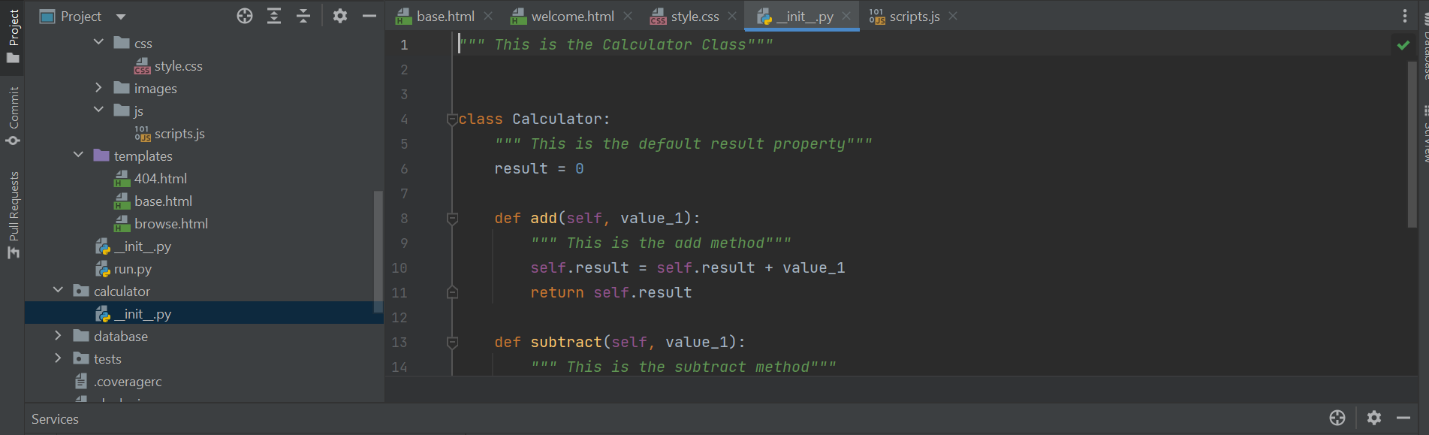 Project
Commit
Pull Requests
Project
css
style.css
images
js
scripts.js
templates
404.html
base.html
browse.html
__init__.py
run.py
calculator
__init__.py
database
tests
.coveragerc
base.html
welcome.html
style.css
__init__.py
scripts.js
1 """ This is the Calculator Class"""
2
3
4 class Calculator:
5 """ This is the default result property"""
6 result = 0
7
8 def add(self, value_1):
9 """ This is the add method"""
10 self.result = self.result + value_1
11 return self.result
12
13 def subtract(self, value_1):
14 """ This is the subtract method"""
Database
SciView
Services